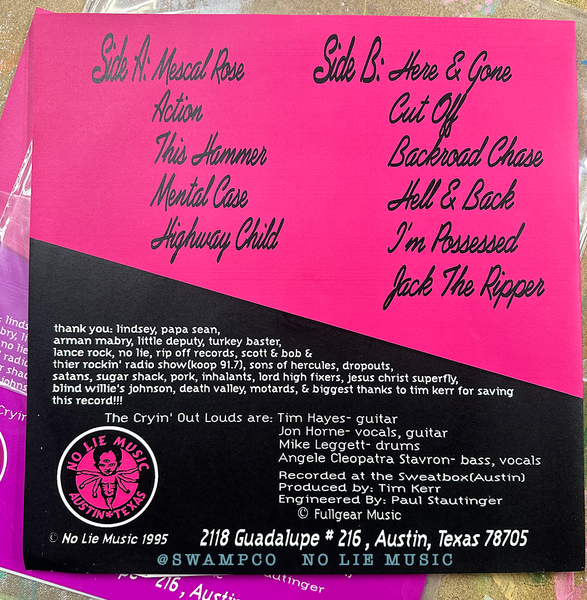 Side A: Mescal Rose
Action
This Hammer
Mental Case
Highway Child
Side B: Here & Gone
Cut Off
Backroad Chase
Hell & Back
I'm Possessed
Jack The Ripper
thank you: lindsey, papa sean,
arman mabry, little deputy, turkey baster,
lance rock, no lie, rip off records, scott & bob &
thier rockin' radio show(koop 91.7), sons of hercules, dropouts,
satans, sugar shack, pork, inhalants, lord high fixers, jesus christ superfly,
blind willie's johnson, death valley, motards, & biggest thanks to tim kerr for saving
this record!!!
The Cryin' Out Louds are: Tim Hayes- guitar
Jon Horne- vocals, guitar
Mike Leggett- drums
Angele Cleopatra Stavron- bass, vocals
Recorded at the Sweatbox(Austin)
Produced by: Tim Kerr
Engineered By: Paul Stautinger
© Fullgear Music
NO LIE MUSIC
AUSTIN★TEXAS
© No Lie Music 1995
2118 Guadalupe # 216, Austin, Texas 78705
@SWAMPCO NO LIE MUSIC
216, Austin